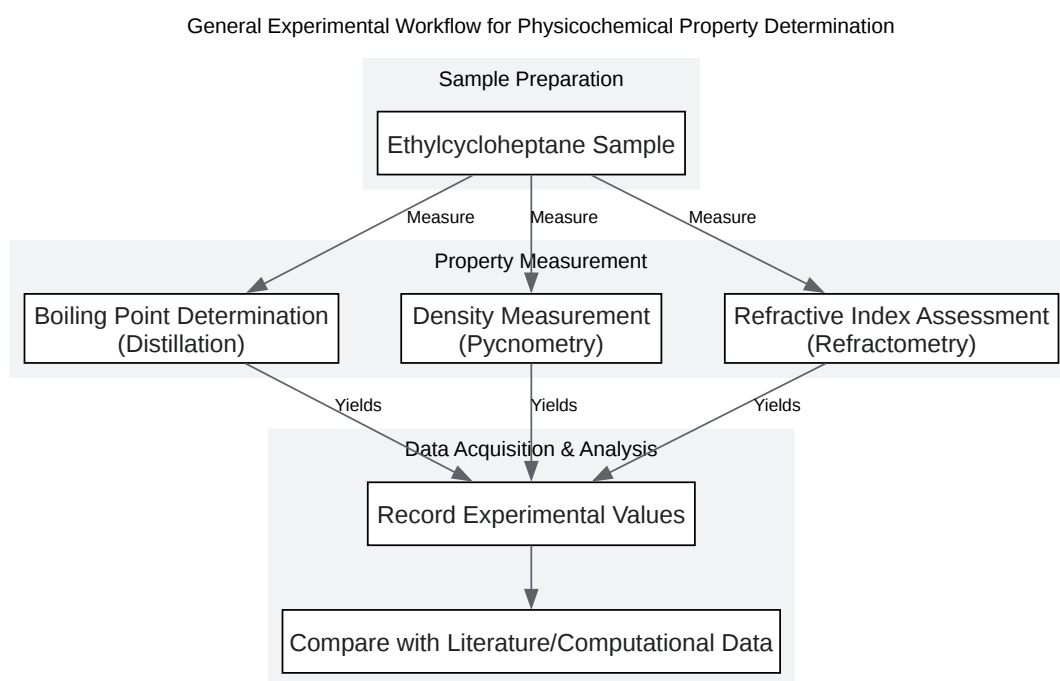 General Experimental Workflow for Physicochemical Property Determination
Sample Preparation
Ethylcycloheptane Sample
Measure
Measure
Measure
Property Measurement
Boiling Point Determination
(Distillation)
Density Measurement
(Pycnometry)
Refractive Index Assessment
(Refractometry)
Yields
Yields
Yields
Data Acquisition & Analysis
Record Experimental Values
Compare with Literature/Computational Data